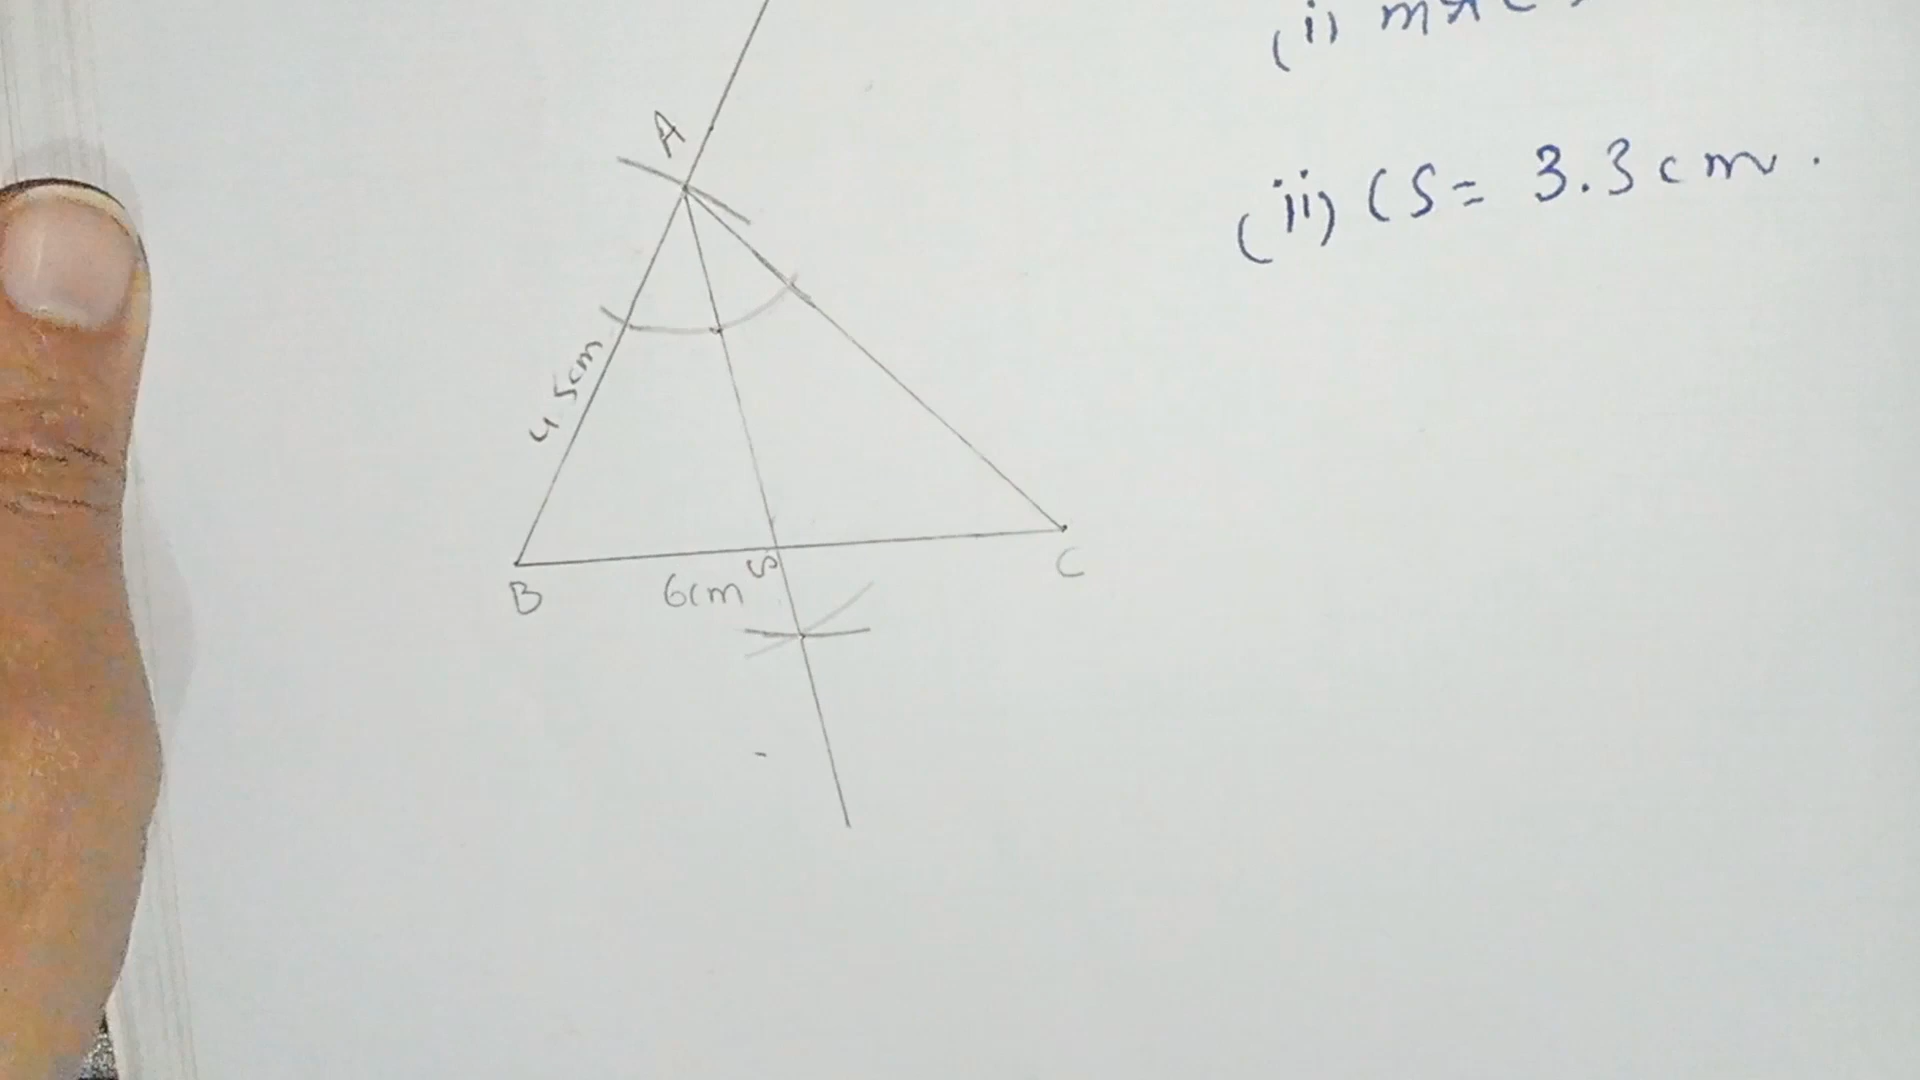 (i)
(ii) CS = 3.3 cm.
A
4.5cm
B
6cm
S
C